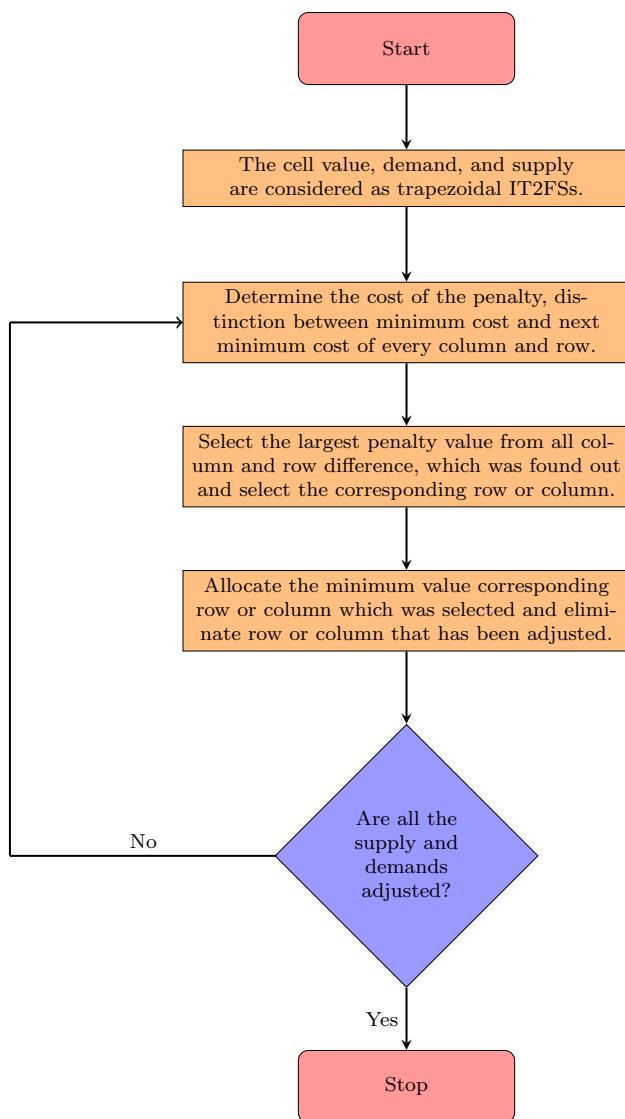 Start
The cell value, demand, and supply
are considered as trapezoidal IT2FSs.
Determine the cost of the penalty, dis-
tinction between minimum cost and next
minimum cost of every column and row.
Select the largest penalty value from all col-
umn and row difference, which was found out
and select the corresponding row or column.
Allocate the minimum value corresponding
row or column which was selected and elim-
inate row or column that has been adjusted.
Are all the
supply and
demands
adjusted?
No
Yes
Stop